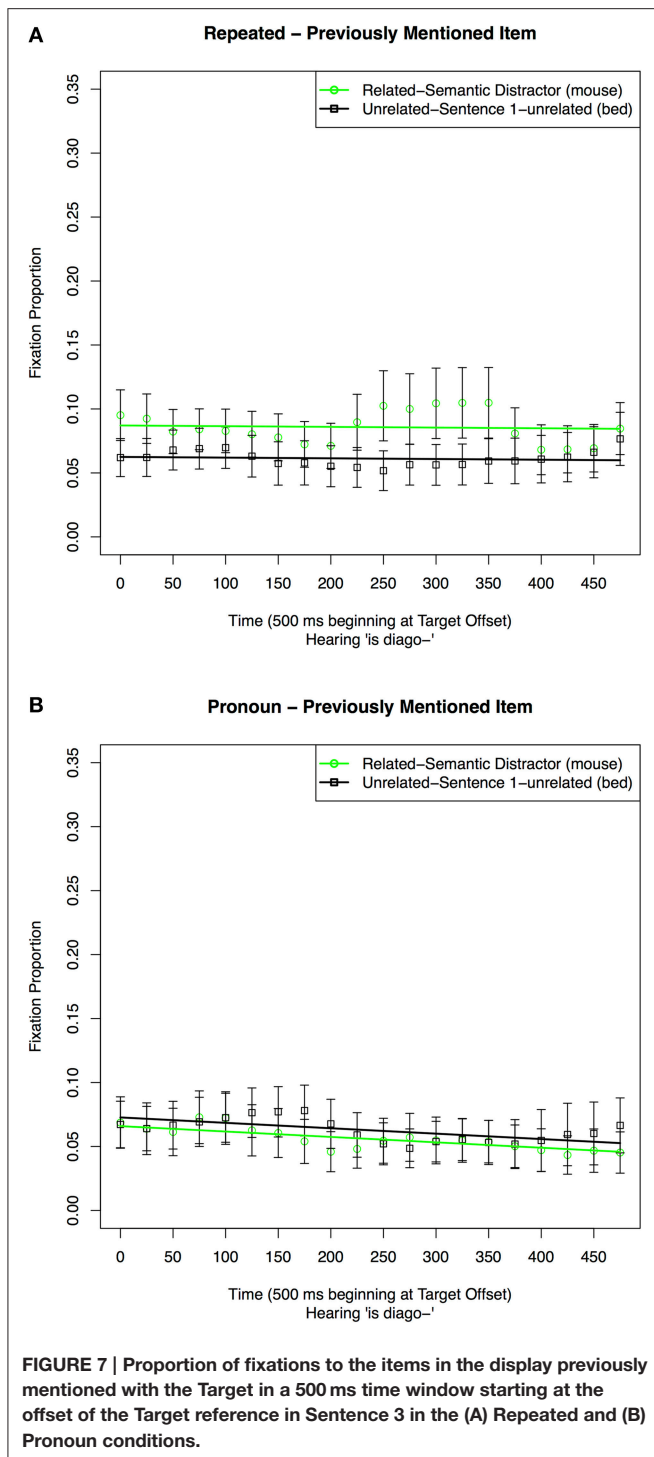 A
Repeated – Previously Mentioned Item
Related–Semantic Distractor (mouse)
Unrelated–Sentence 1–unrelated (bed)
0.35
0.30
0.25
0.20
0.15
0.10
0.05
0.00
Fixation Proportion
0 50 100 150 200 250 300 350 400 450
Time (500 ms beginning at Target Offset)
Hearing 'is diago–'
B
Pronoun – Previously Mentioned Item
Related–Semantic Distractor (mouse)
Unrelated–Sentence 1–unrelated (bed)
0.35
0.30
0.25
0.20
0.15
0.10
0.05
0.00
Fixation Proportion
0 50 100 150 200 250 300 350 400 450
Time (500 ms beginning at Target Offset)
Hearing 'is diago–'
FIGURE 7 | Proportion of fixations to the items in the display previously
mentioned with the Target in a 500 ms time window starting at the
offset of the Target reference in Sentence 3 in the (A) Repeated and (B)
Pronoun conditions.